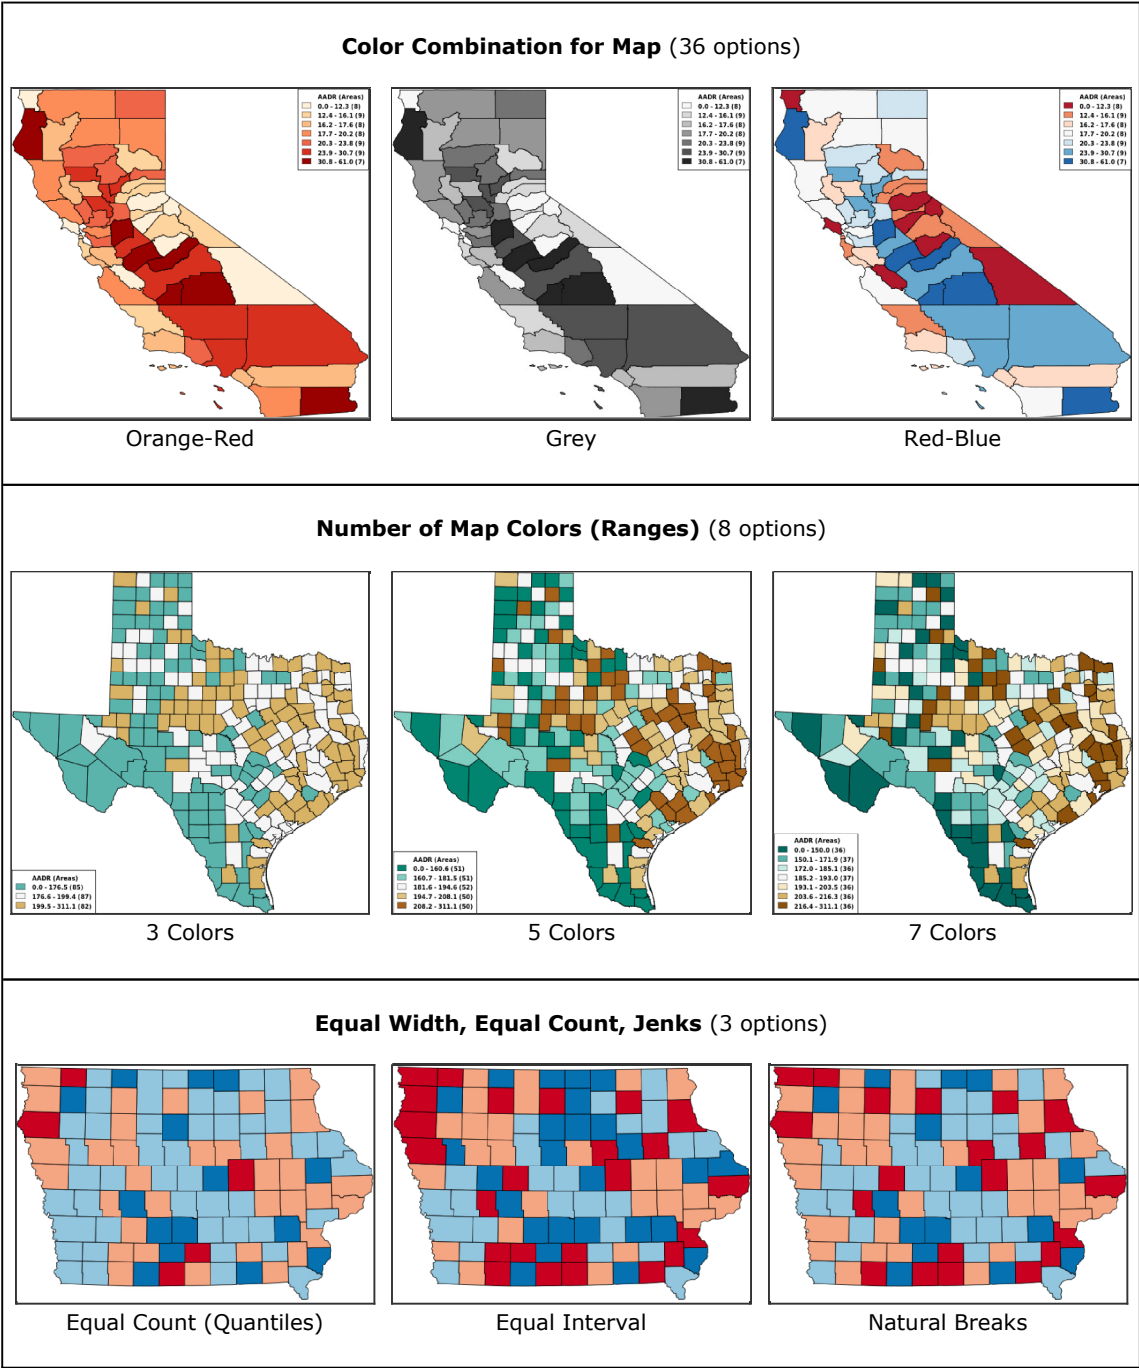 Color Combination for Map (36 options)
AADR (Areas)
0.0 - 12.3 (8)
12.4 - 16.1 (9)
16.2 - 17.6 (8)
17.7 - 20.2 (8)
20.3 - 23.8 (9)
23.9 - 30.7 (9)
30.8 - 61.0 (7)
AADR (Areas)
0.0 - 12.3 (8)
12.4 - 16.1 (9)
16.2 - 17.6 (8)
17.7 - 20.2 (8)
20.3 - 23.8 (9)
23.9 - 30.7 (9)
30.8 - 61.0 (7)
AADR (Areas)
0.0 - 12.3 (8)
12.4 - 16.1 (9)
16.2 - 17.6 (8)
17.7 - 20.2 (8)
20.3 - 23.8 (9)
23.9 - 30.7 (9)
30.8 - 61.0 (7)
Orange-Red
Grey
Red-Blue
Number of Map Colors (Ranges) (8 options)
AADR (Areas)
0.0 - 176.5 (85)
176.6 - 199.4 (87)
199.5 - 311.1 (82)
AADR (Areas)
0.0 - 160.6 (51)
160.7 - 181.5 (51)
181.6 - 194.6 (52)
194.7 - 208.1 (50)
208.2 - 311.1 (50)
AADR (Areas)
0.0 - 150.0 (36)
150.1 - 171.9 (37)
172.0 - 185.1 (36)
185.2 - 193.0 (37)
193.1 - 203.5 (36)
203.6 - 216.3 (36)
216.4 - 311.1 (36)
3 Colors
5 Colors
7 Colors
Equal Width, Equal Count, Jenks (3 options)
Equal Count (Quantiles)
Equal Interval
Natural Breaks